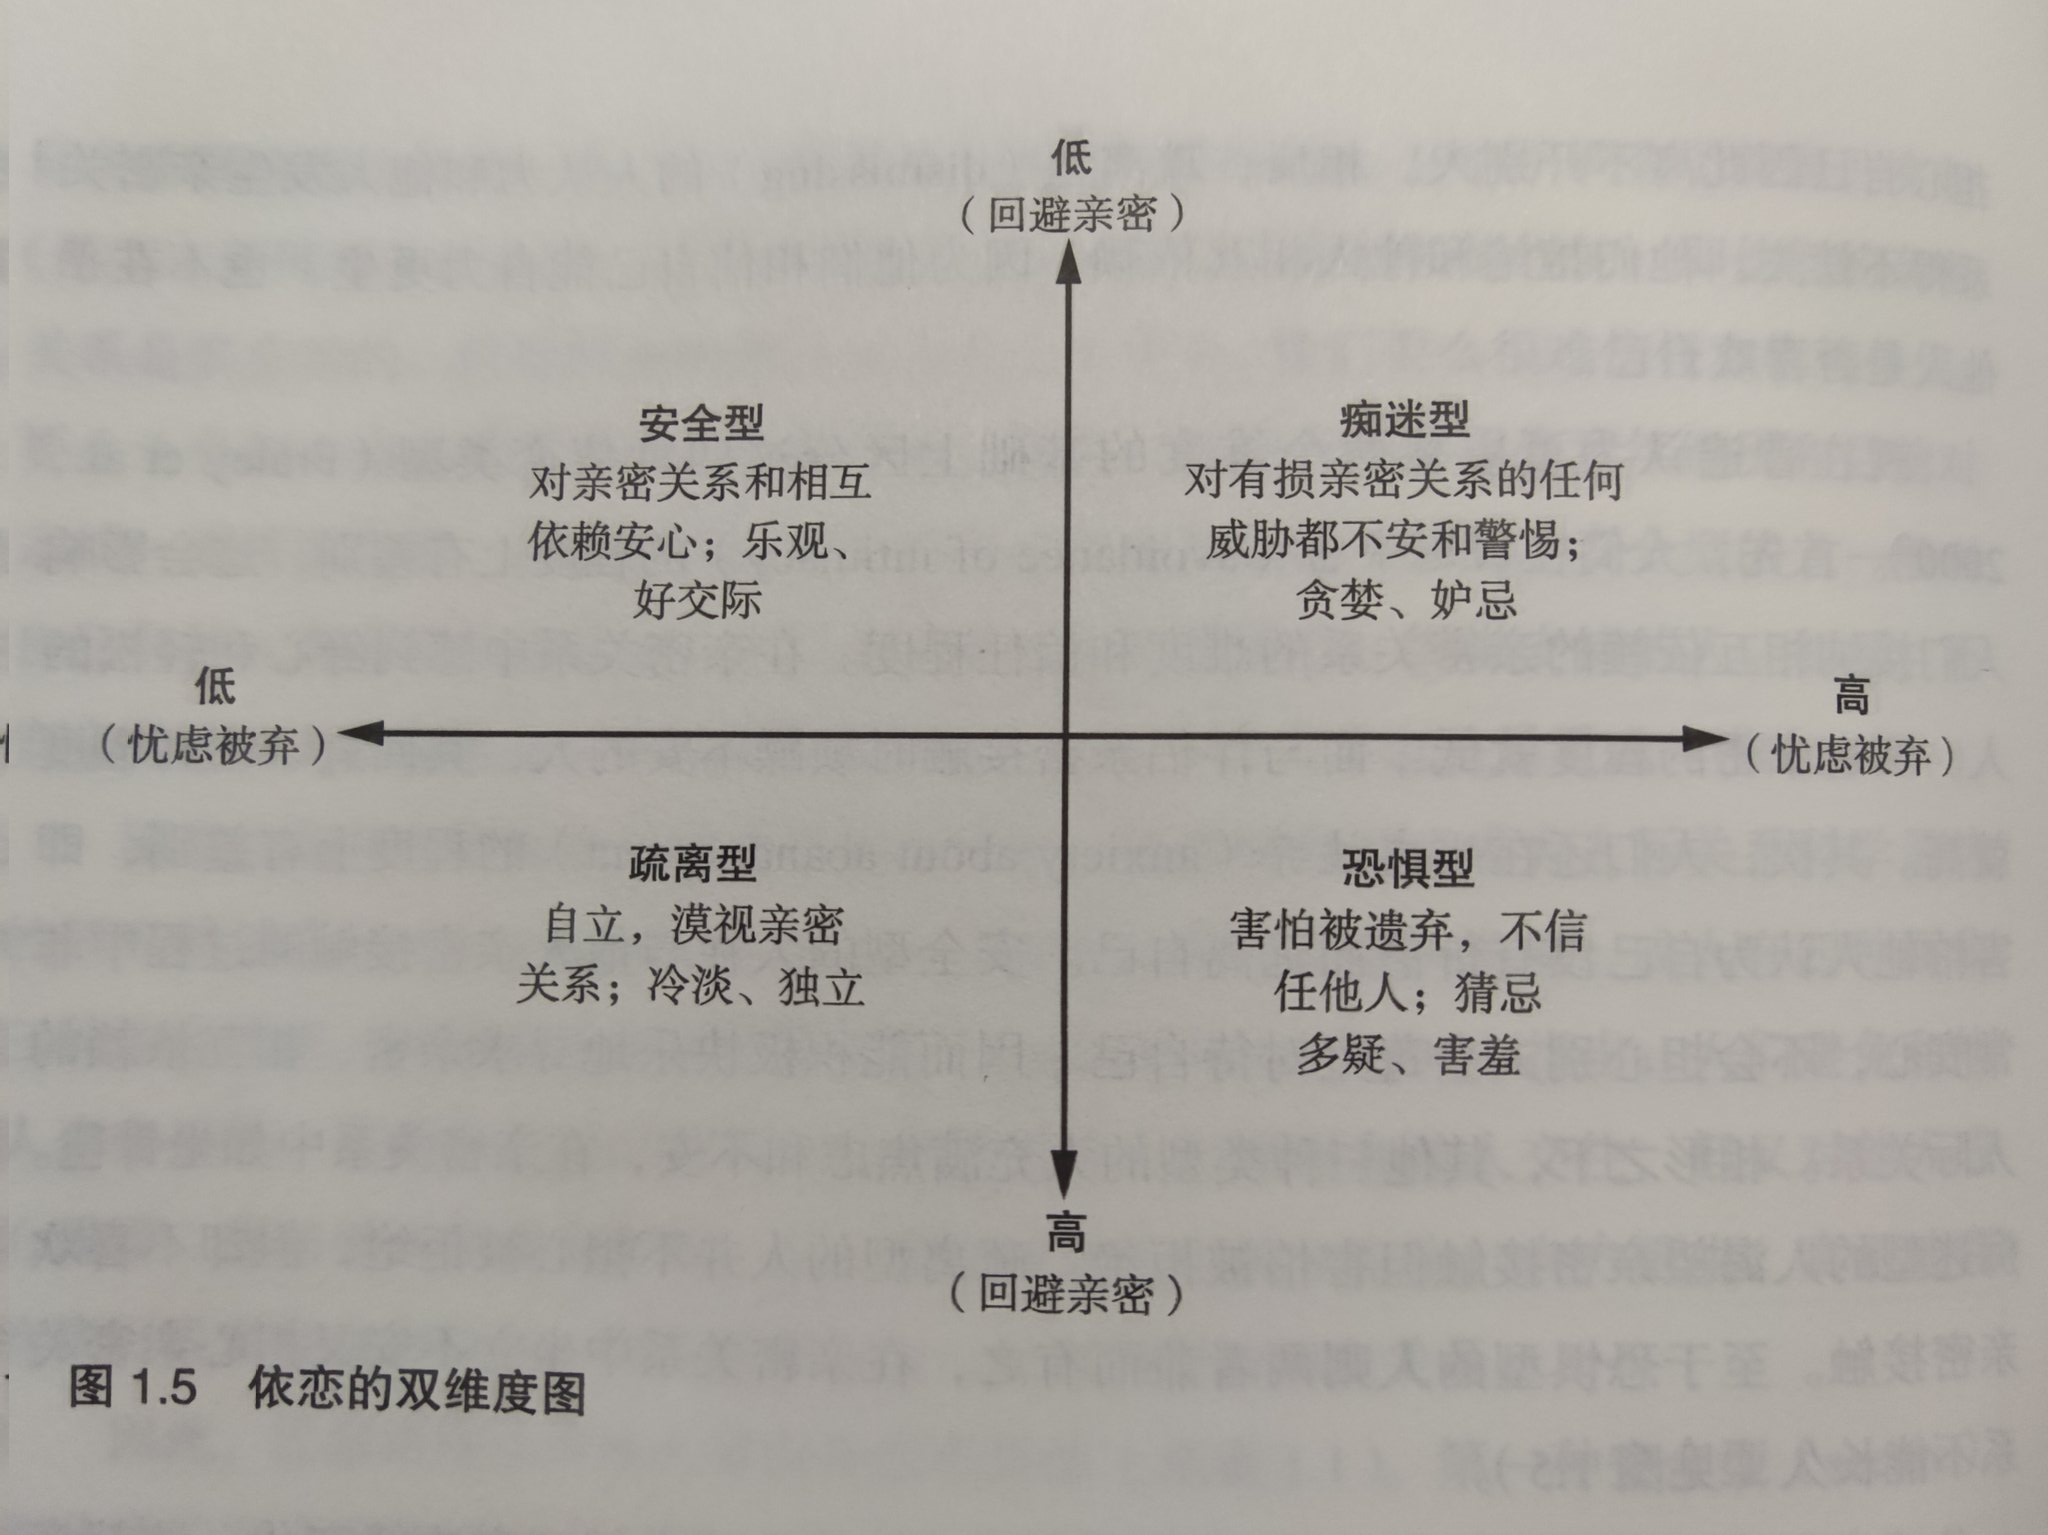 低
（回避亲密）
安全型
对亲密关系和相互
依赖安心；乐观、
好交际
痴迷型
对有损亲密关系的任何
威胁都不安和警惕；
贪婪、妒忌
低
（忧虑被弃）
高
（忧虑被弃）
疏离型
自立，漠视亲密
关系；冷淡、独立
恐惧型
害怕被遗弃，不信
任他人；猜忌
多疑、害羞
高
（回避亲密）
图 1.5 依恋的双维度图